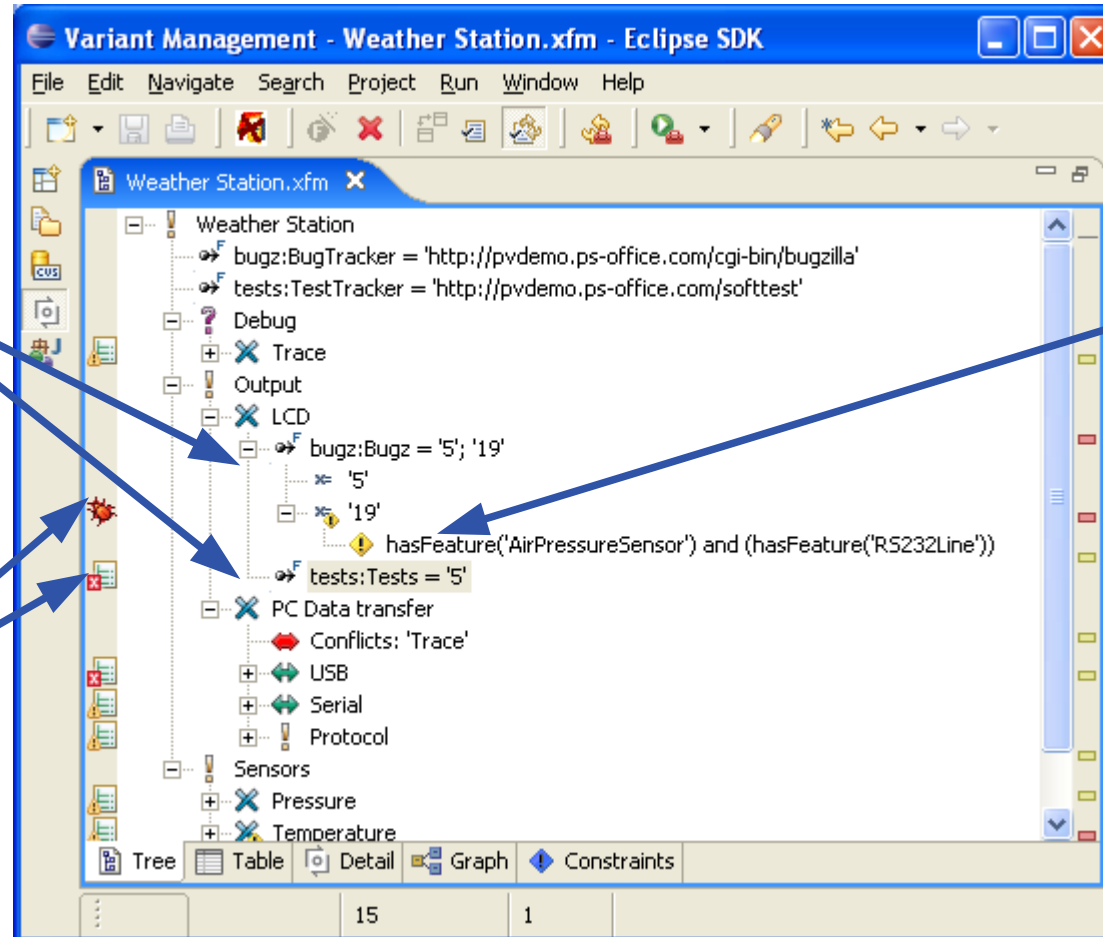 Variant Management - Weather Station.xfm - Eclipse SDK
File Edit Navigate Search Project Run Window Help
Weather Station.xfm
Weather Station
bugz:BugTracker = 'http://pvdemo.ps-office.com/cgi-bin/bugzilla'
F
tests:TestTracker = 'http://pvdemo.ps-office.com/softtest'
F
CVS
Debug
J
Trace
Output
LCD
bugz:Bugz = '5'; '19'
F
'5'
'19'
hasFeature('AirPressureSensor') and (hasFeature('RS232Line'))
tests:Tests = '5'
F
PC Data transfer
Conflicts: 'Trace'
USB
Serial
Protocol
Sensors
Pressure
Temperature
Tree Table Detail Graph Constraints
15 1